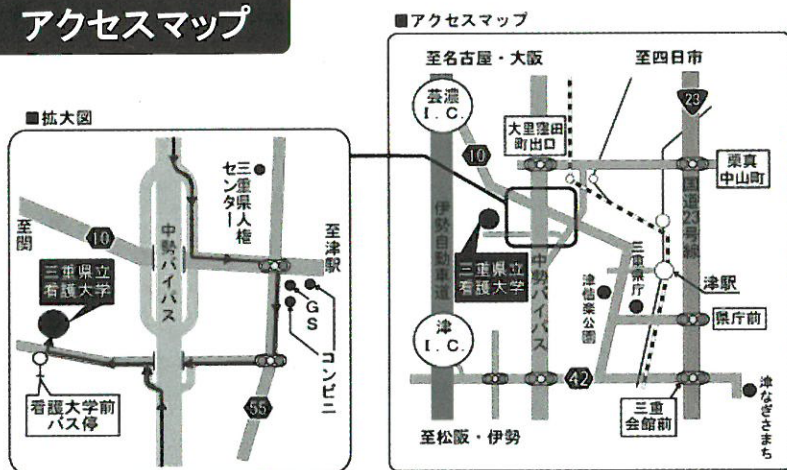 アクセスマップ
■拡大図
三重県人権
センター
至関
10
中勢バイパス
至津駅
三重県立
看護大学
GS
コンビニ
看護大学前
バス停
55
■アクセスマップ
至名古屋・大阪
至四日市
芸濃
I.C.
大里窪田
町出口
23
10
栗真
中山町
伊勢自動車道
国道23号線
三重県立
看護大学
中勢バイパス
三重県庁
津偕楽公園
津駅
津
I.C.
県庁前
42
三重
会館前
津なぎさまち
至松阪・伊勢